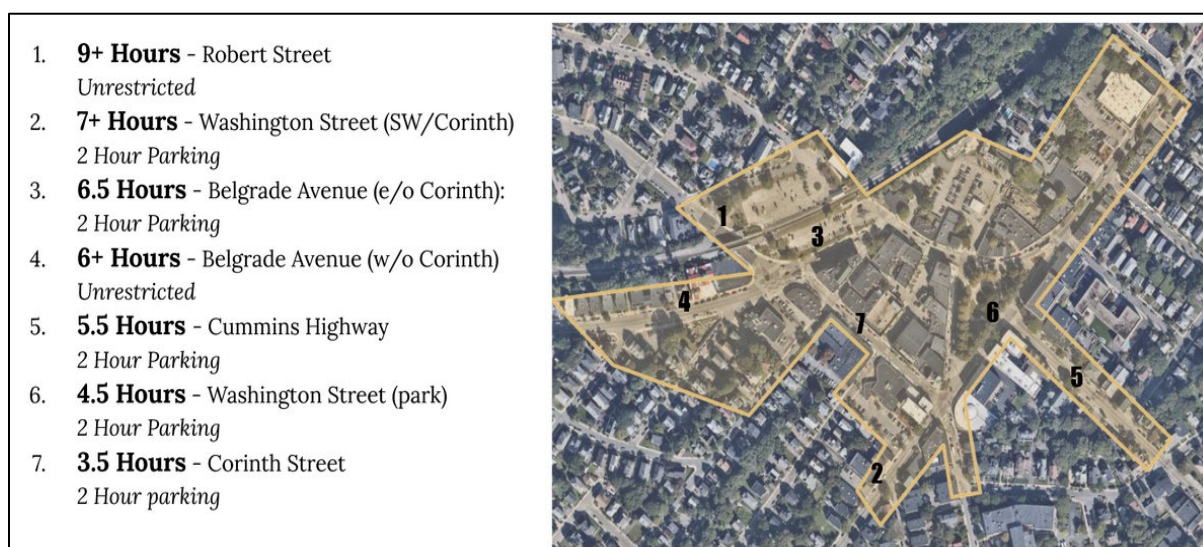 1. 9+ Hours - Robert Street
Unrestricted
2. 7+ Hours - Washington Street (SW/Corinth)
2 Hour Parking
3. 6.5 Hours - Belgrade Avenue (e/o Corinth):
2 Hour Parking
4. 6+ Hours - Belgrade Avenue (w/o Corinth)
Unrestricted
5. 5.5 Hours - Cummins Highway
2 Hour Parking
6. 4.5 Hours - Washington Street (park)
2 Hour Parking
7. 3.5 Hours - Corinth Street
2 Hour parking
1
3
4
7
6
5
2